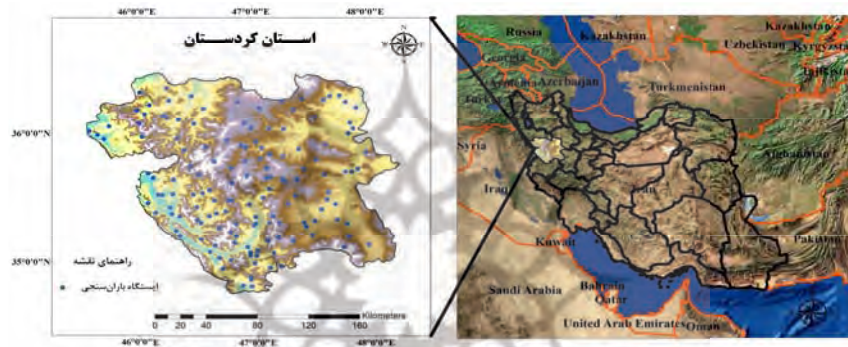 46°0'0"N 47°0'0"N 48°0'0"N
استان کردستان
36°0'0"N
35°0'0"N
راهنمای نقشه
ایستگاه باران‌سنجی
Kilometers
0 20 40 80 120 160
46°0'0"N 47°0'0"N 48°0'0"N
Russia
Kazakhstan
Kazakhstan
Uzbekistan
Kyrgyzstan
Georgia
Armenia
Azerbaijan
Turkmenistan
Tajikistan
Syria
Afghanistan
Iraq
Iran
Kuwait
Pakistan
Saudi Arabia
Bahrain
Qatar
United Arab Emirates
Oman